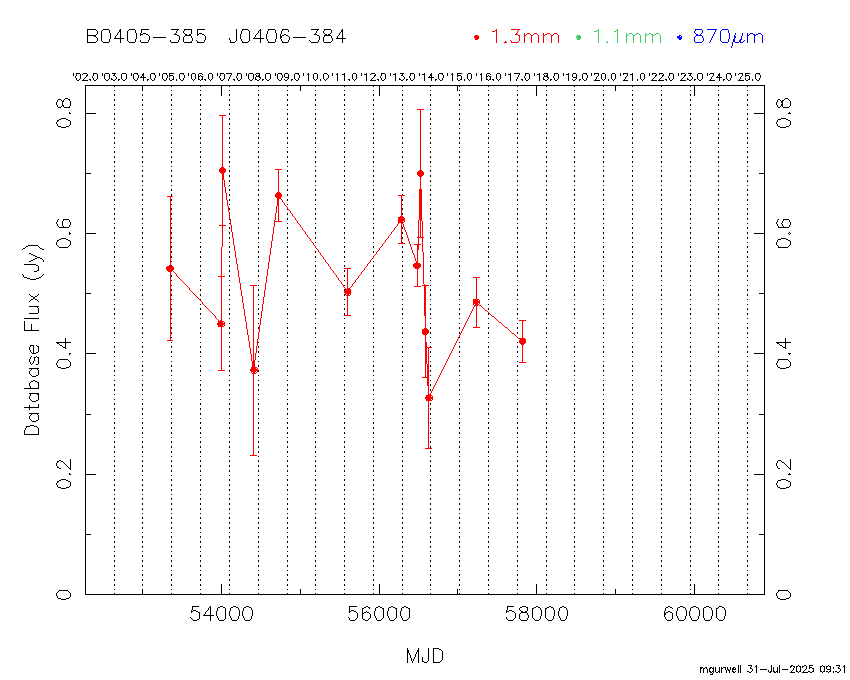 B0405-385 J0406-384 1.3mm 1.1mm 870µm
'02.0 '03.0 '04.0 '05.0 '06.0 '07.0 '08.0 '09.0 '10.0 '11.0 '12.0 '13.0 '14.0 '15.0 '16.0 '17.0 '18.0 '19.0 '20.0 '21.0 '22.0 '23.0 '24.0 '25.0
0.8 0.8
0.6 0.6
Database Flux (Jy)
0.4 0.4
0.2 0.2
0 0
54000 56000 58000 60000
MJD
mgurwell 31-Jul-2025 09:31